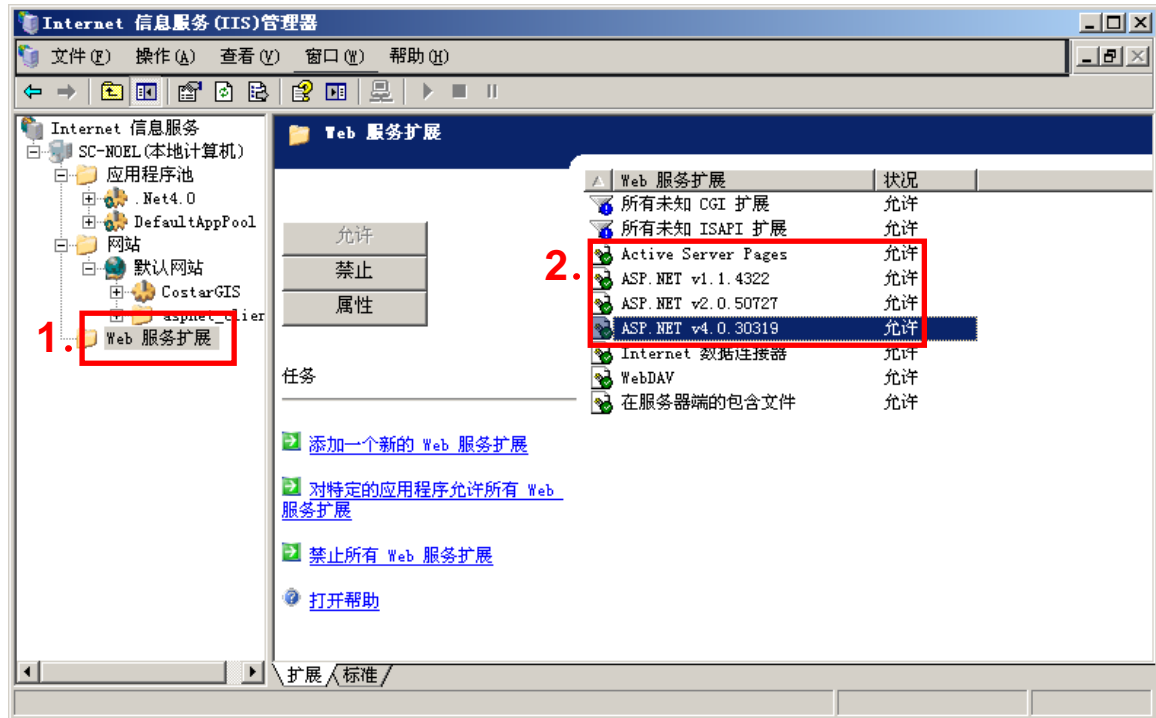 Internet 信息服务(IIS)管理器
文件(F) 操作(A) 查看(V) 窗口(W) 帮助(H)
Internet 信息服务
SC-NOEL(本地计算机)
应用程序池
.Net4.0
DefaultAppPool
网站
默认网站
CostarGIS
aspnet_clier
1.
Web 服务扩展
Web 服务扩展
允许
禁止
属性
任务
添加一个新的 Web 服务扩展
对特定的应用程序允许所有 Web
服务扩展
禁止所有 Web 服务扩展
打开帮助
2.
Web 服务扩展 状况
所有未知 CGI 扩展 允许
所有未知 ISAPI 扩展 允许
Active Server Pages 允许
ASP.NET v1.1.4322 允许
ASP.NET v2.0.50727 允许
ASP.NET v4.0.30319 允许
Internet 数据连接器 允许
WebDAV 允许
在服务器端的包含文件 允许
扩展 标准